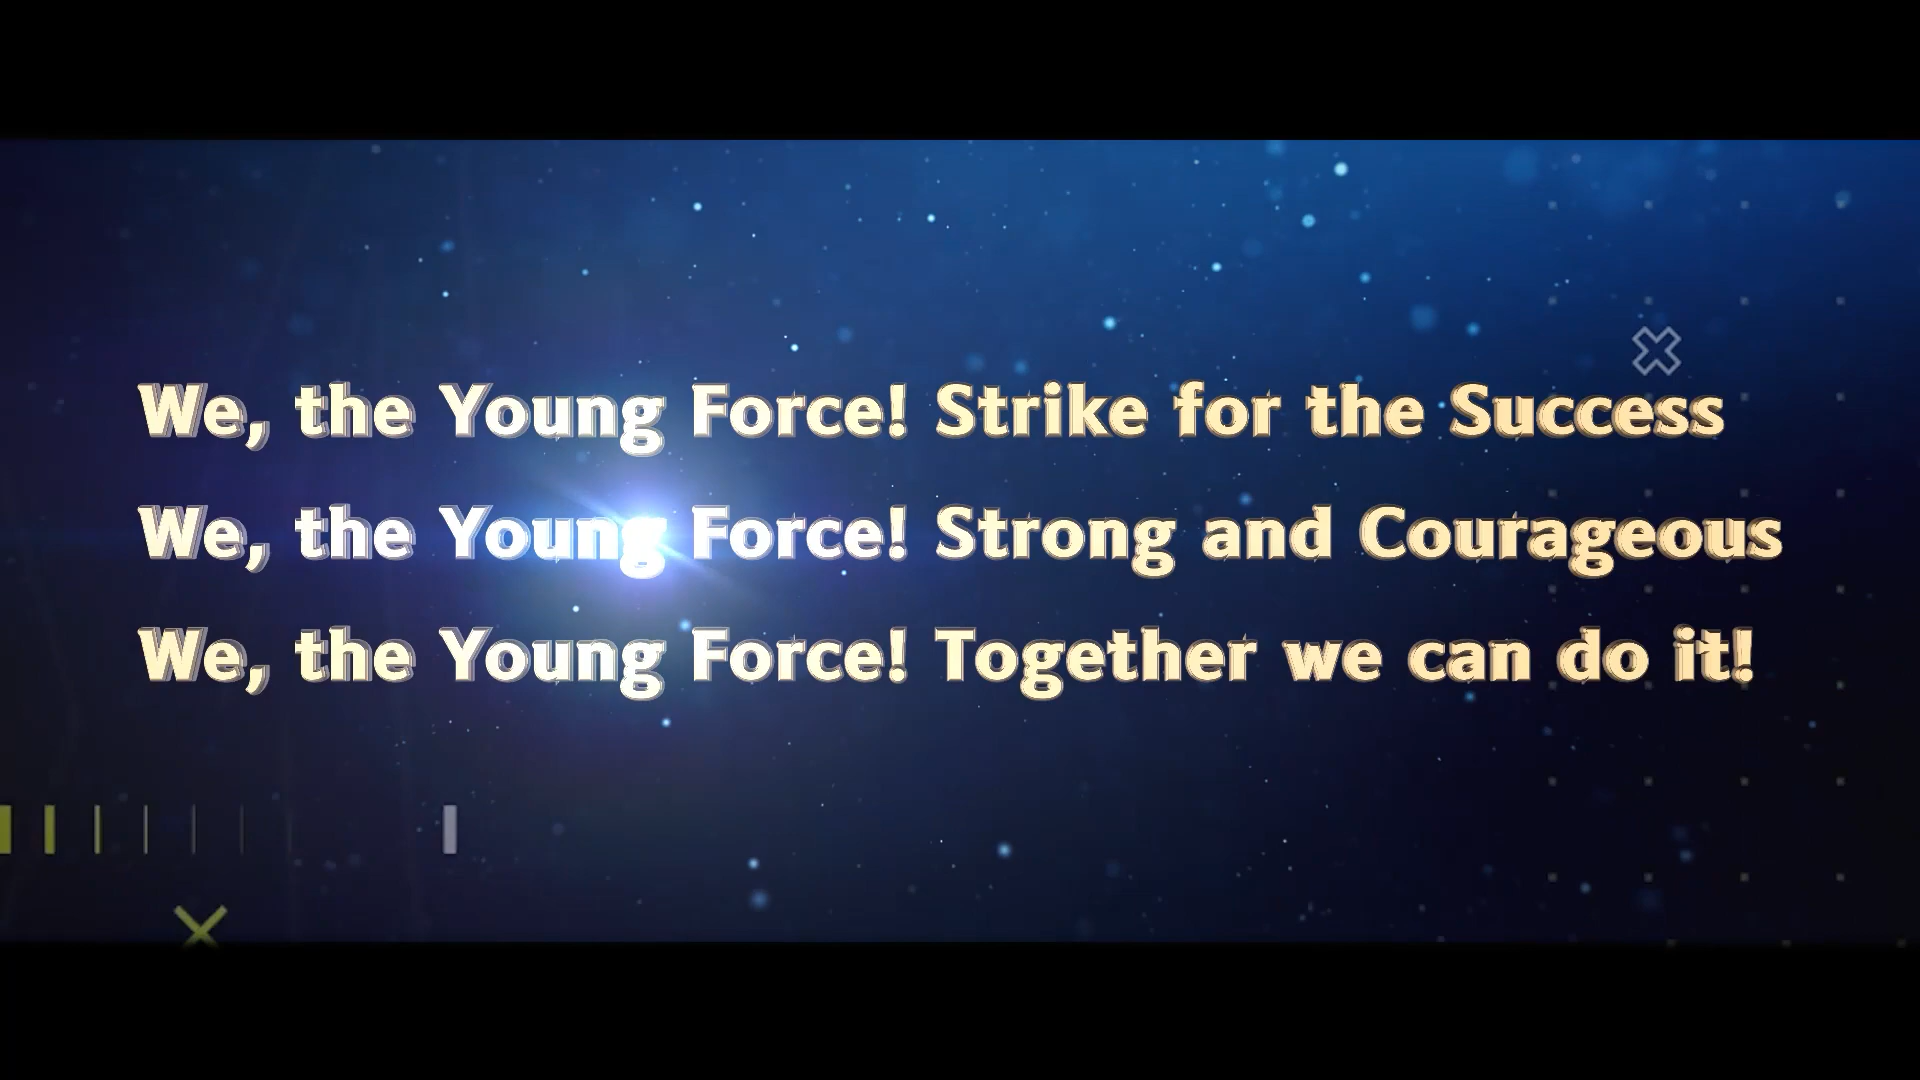 We, the Young Force! Strike for the Success
We, the Young Force! Strong and Courageous
We, the Young Force! Together we can do it!